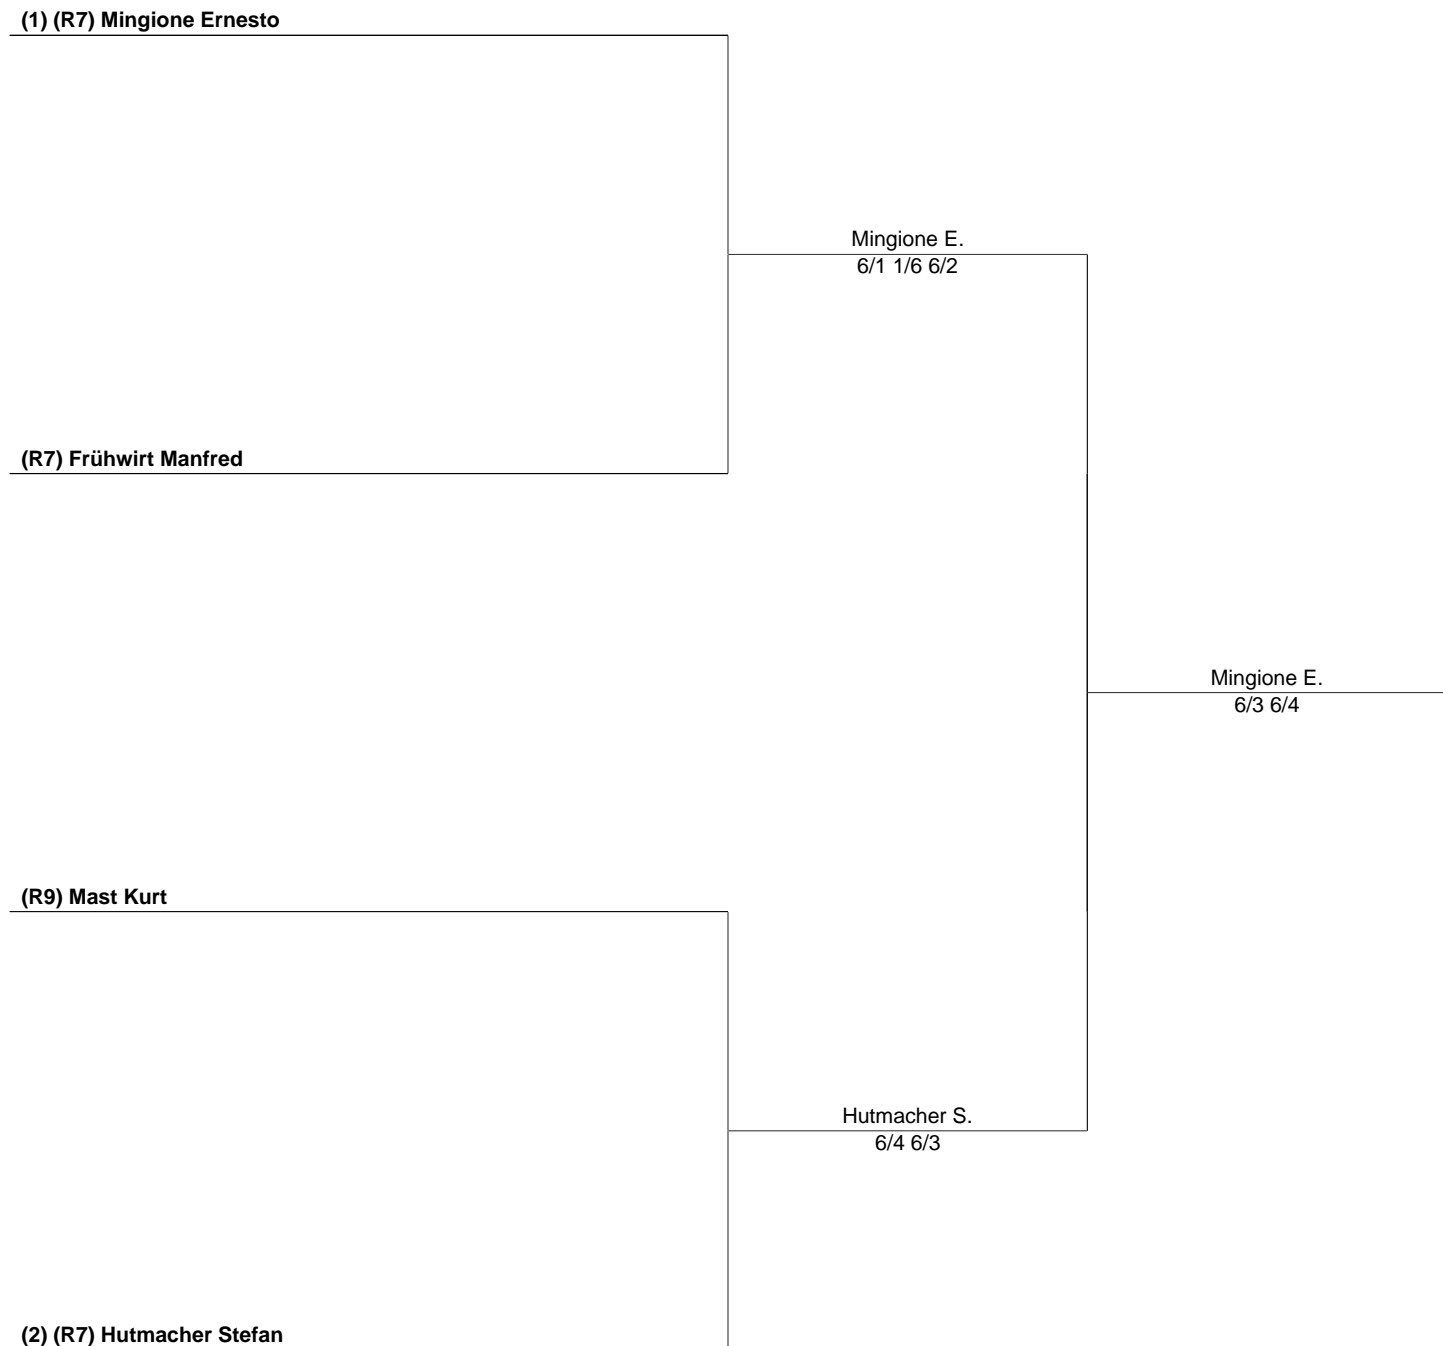 (1) (R7) Mingione Ernesto
Mingione E.
6/1 1/6 6/2
(R7) Frühwirt Manfred
Mingione E.
6/3 6/4
(R9) Mast Kurt
Hutmacher S.
6/4 6/3
(2) (R7) Hutmacher Stefan